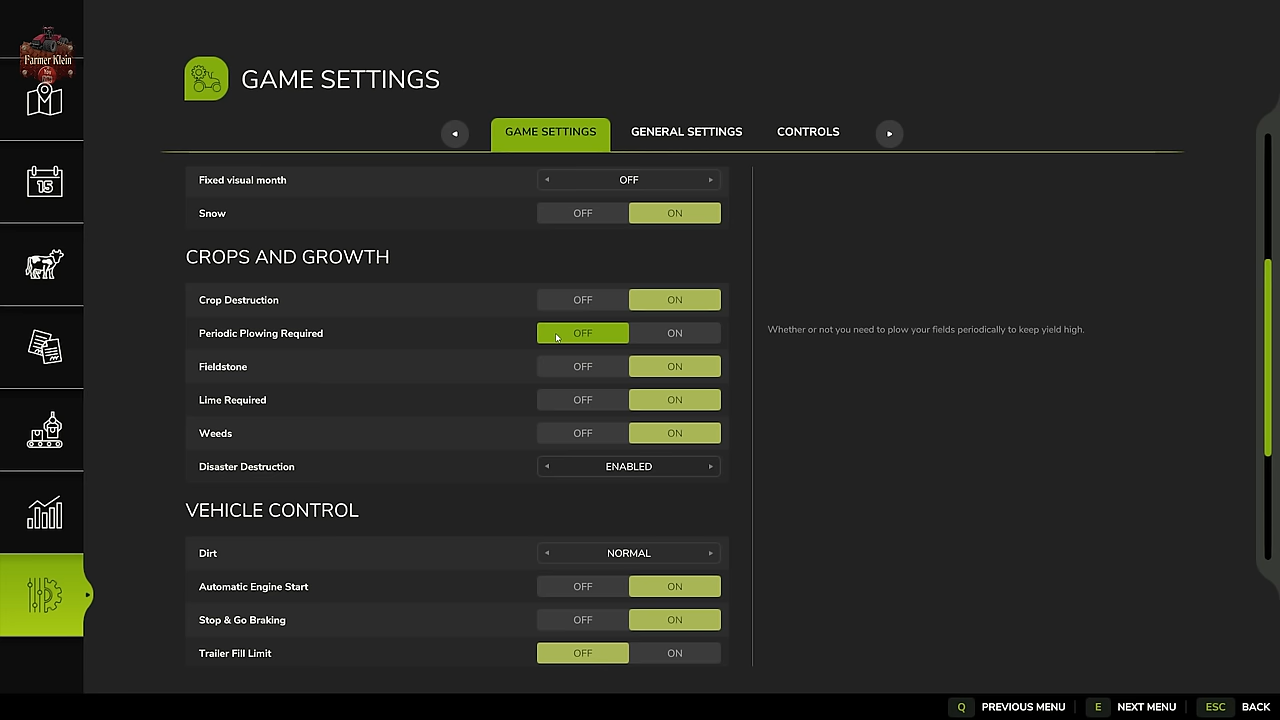 Farmer Klein
You
15
GAME SETTINGS
GAME SETTINGS GENERAL SETTINGS CONTROLS
Fixed visual month OFF
Snow OFF ON
CROPS AND GROWTH
Crop Destruction OFF ON
Periodic Plowing Required OFF ON
Whether or not you need to plow your fields periodically to keep yield high.
Fieldstone OFF ON
Lime Required OFF ON
Weeds OFF ON
Disaster Destruction ENABLED
VEHICLE CONTROL
Dirt NORMAL
Automatic Engine Start OFF ON
Stop & Go Braking OFF ON
Trailer Fill Limit OFF ON
Q PREVIOUS MENU E NEXT MENU ESC BACK